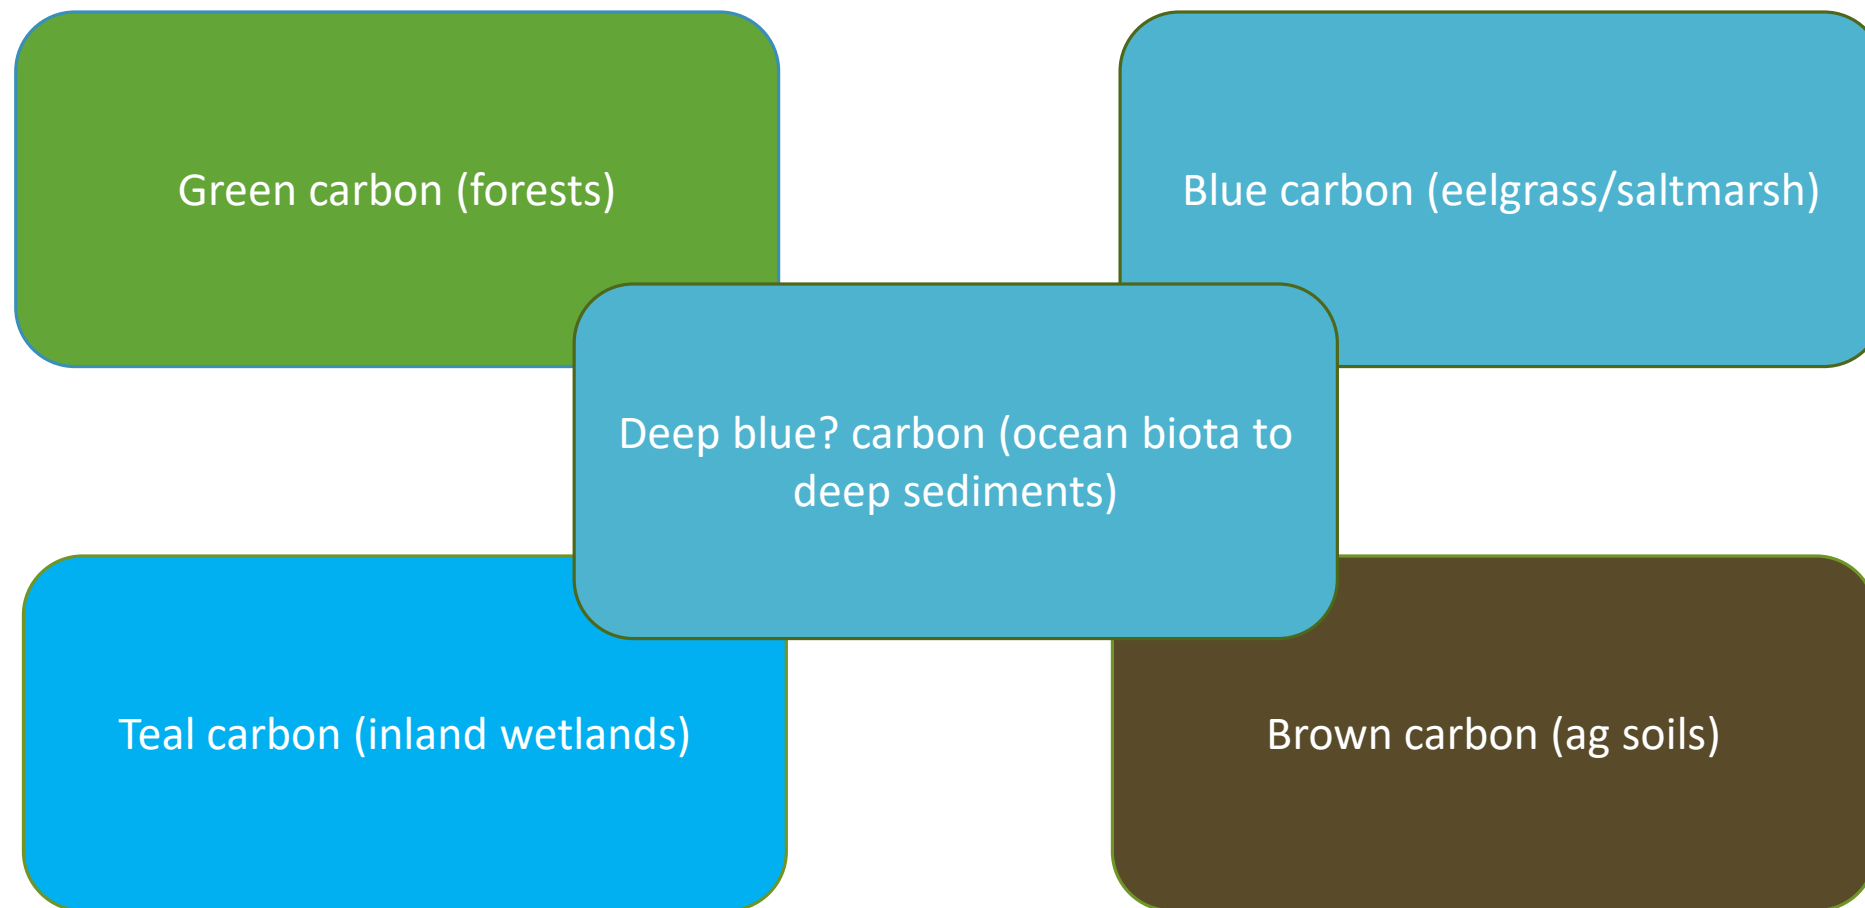 Green carbon (forests)
Blue carbon (eelgrass/saltmarsh)
Deep blue? carbon (ocean biota to
deep sediments)
Teal carbon (inland wetlands)
Brown carbon (ag soils)